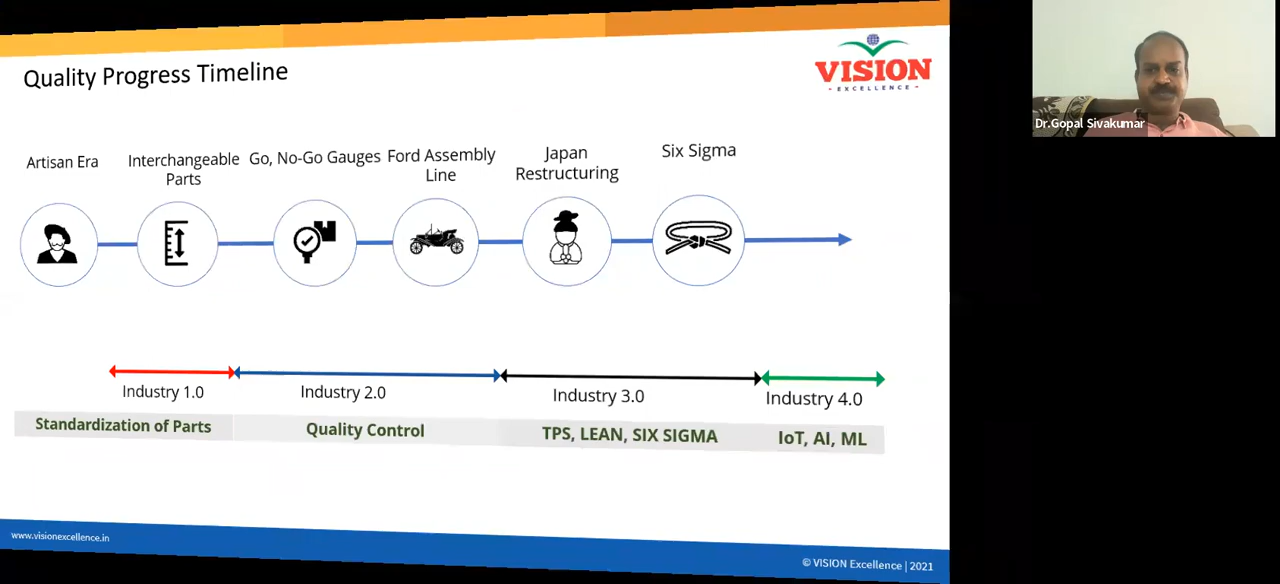 Quality Progress Timeline
VISION
- EXCELLENCE -
Dr.Gopal Sivakumar
Artisan Era
Interchangeable
Parts
Go, No-Go Gauges
Ford Assembly
Line
Japan
Restructuring
Six Sigma
Industry 1.0
Industry 2.0
Industry 3.0
Industry 4.0
Standardization of Parts
Quality Control
TPS, LEAN, SIX SIGMA
IoT, AI, ML
www.visionexcellence.in
© VISION Excellence | 2021